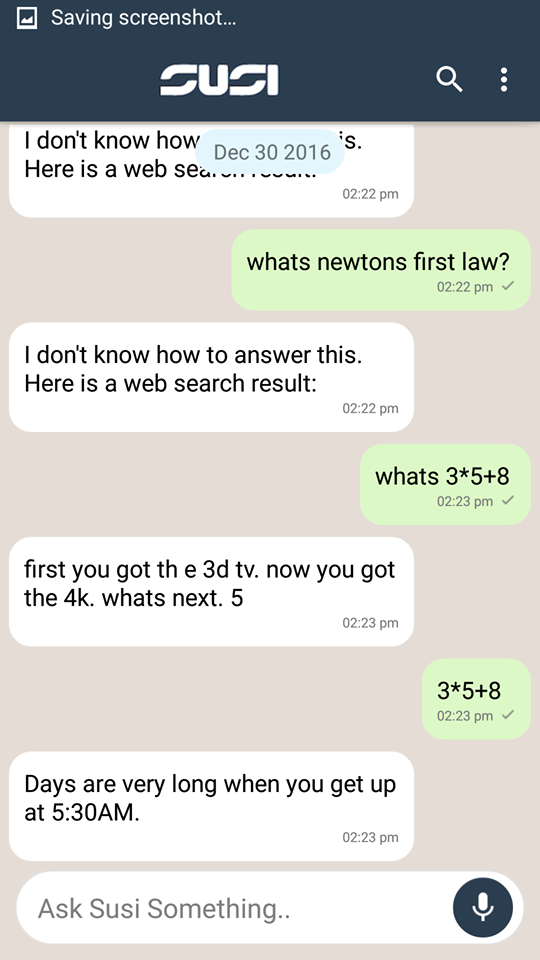 Saving screenshot...
SUSI
I don't know how is.
Dec 30 2016
Here is a web search result:
02:22 pm
whats newtons first law?
02:22 pm
I don't know how to answer this.
Here is a web search result:
02:22 pm
whats 3*5+8
02:23 pm
first you got th e 3d tv. now you got
the 4k. whats next. 5
02:23 pm
3*5+8
02:23 pm
Days are very long when you get up
at 5:30AM.
02:23 pm
Ask Susi Something..